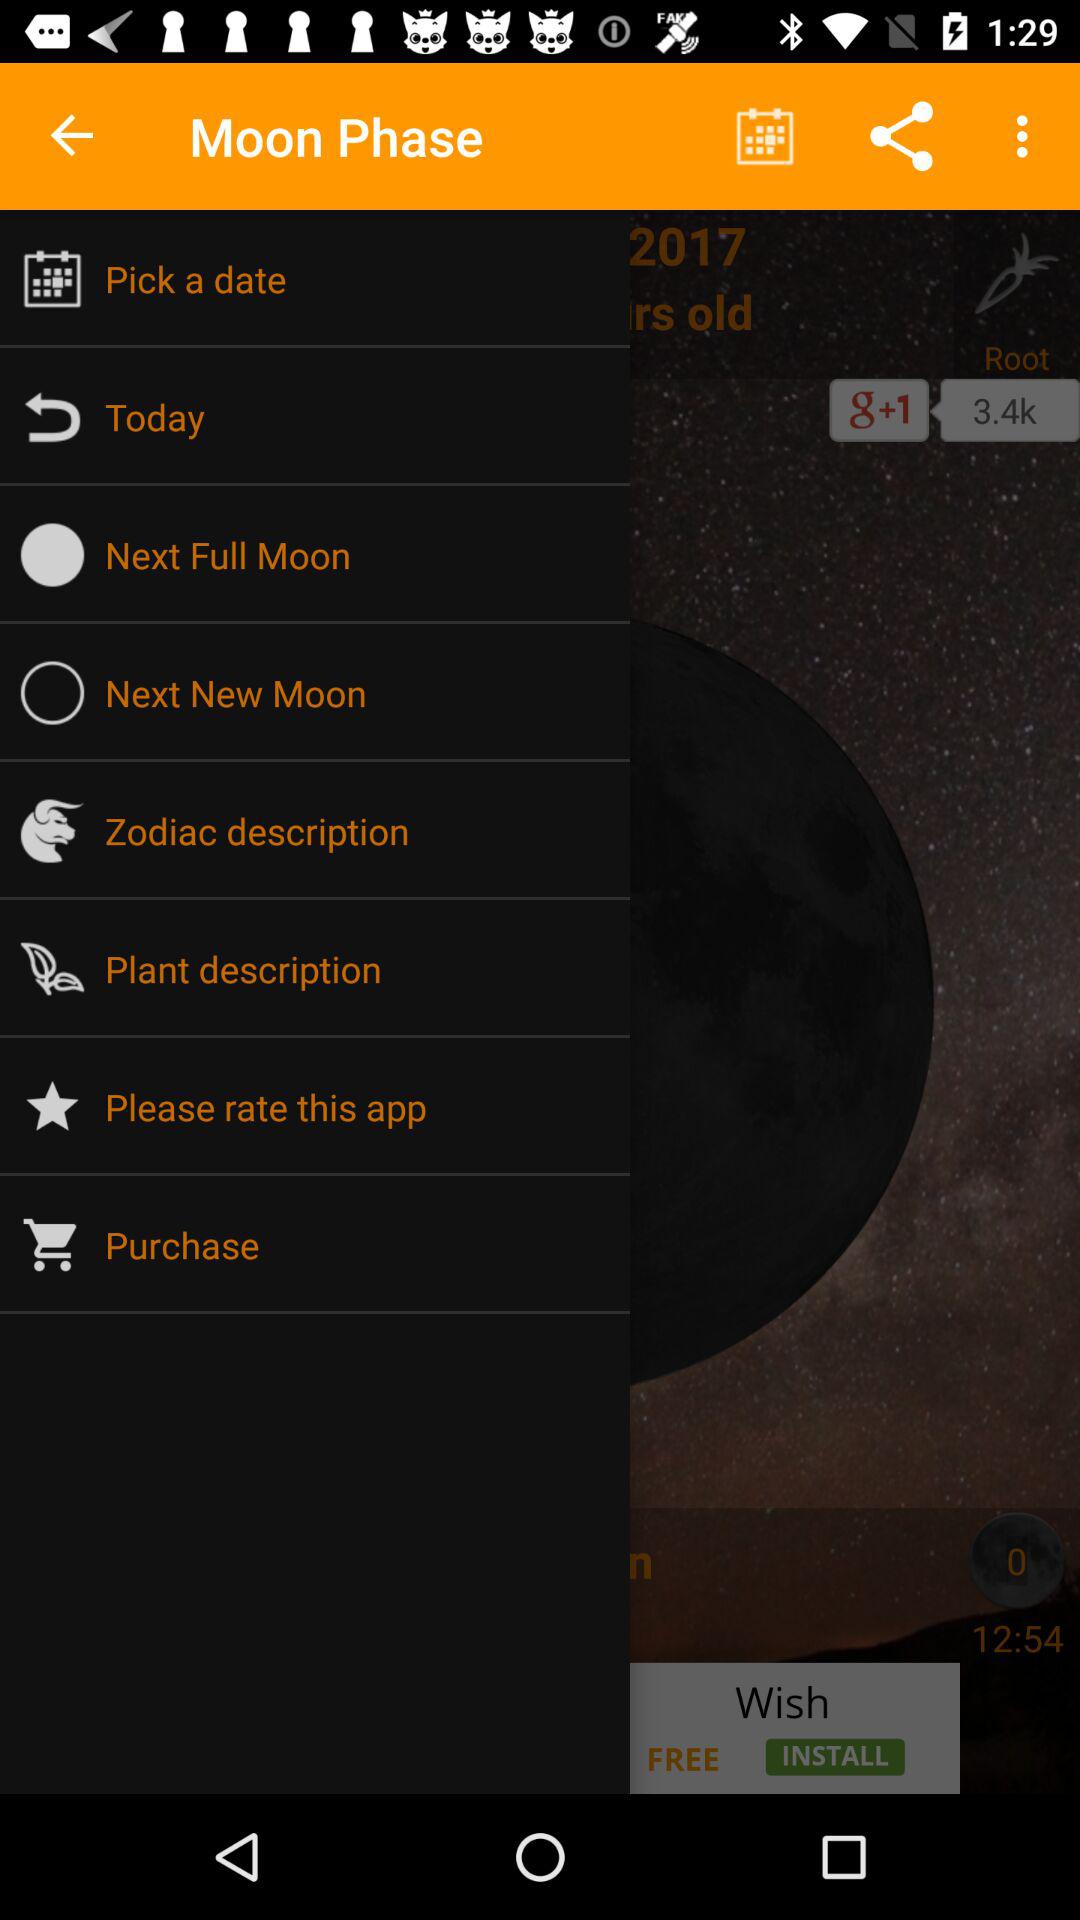 FAKE
1:29
Moon Phase
Pick a date
2017
irs old
Root
Today
g+1
3.4k
Next Full Moon
Next New Moon
Zodiac description
Plant description
Please rate this app
Purchase
n
0
12:54
Wish
FREE
INSTALL